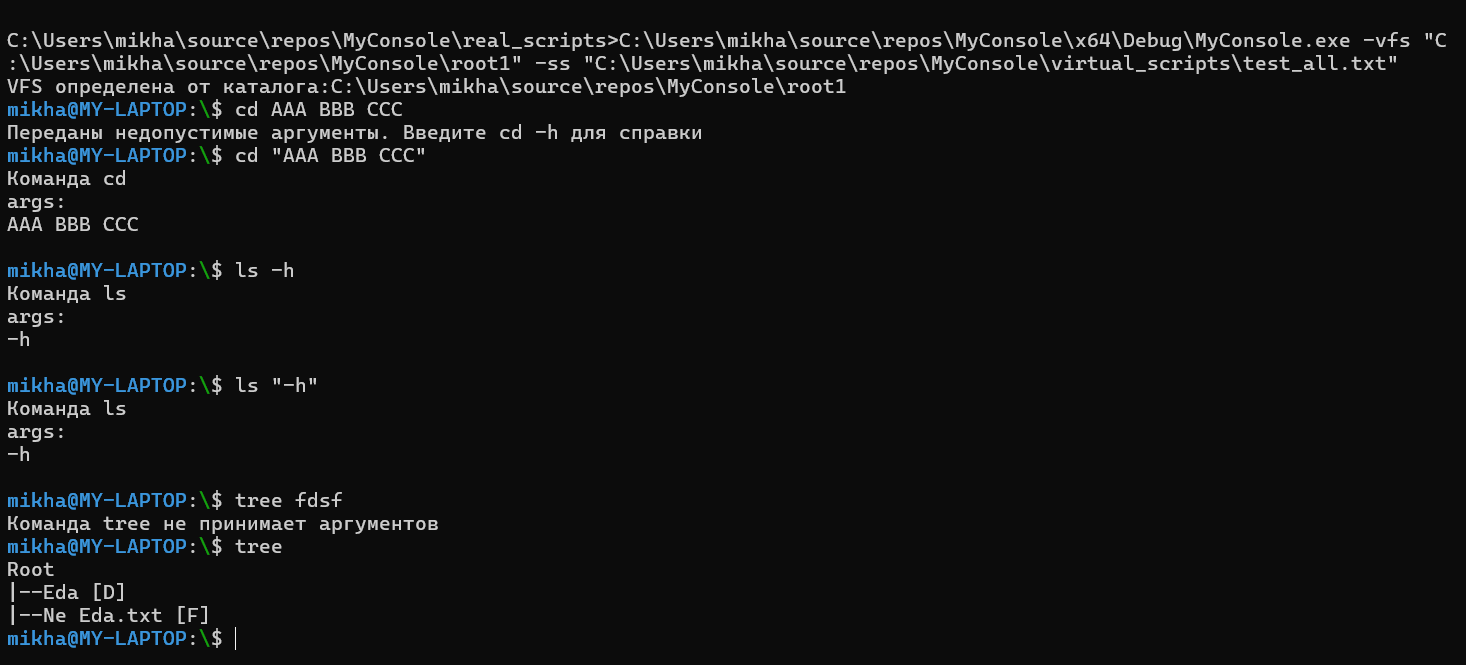 C:\Users\mikha\source\repos\MyConsole\real_scripts>C:\Users\mikha\source\repos\MyConsole\x64\Debug\MyConsole.exe -vfs "C
:\Users\mikha\source\repos\MyConsole\root1" -ss "C:\Users\mikha\source\repos\MyConsole\virtual_scripts\test_all.txt"
VFS определена от каталога:C:\Users\mikha\source\repos\MyConsole\root1
mikha@MY-LAPTOP:\$ cd AAA BBB CCC
Переданы недопустимые аргументы. Введите cd -h для справки
mikha@MY-LAPTOP:\$ cd "AAA BBB CCC"
Команда cd
args:
AAA BBB CCC
mikha@MY-LAPTOP:\$ ls -h
Команда ls
args:
-h
mikha@MY-LAPTOP:\$ ls "-h"
Команда ls
args:
-h
mikha@MY-LAPTOP:\$ tree fdsf
Команда tree не принимает аргументов
mikha@MY-LAPTOP:\$ tree
Root
|--Eda [D]
|--Ne Eda.txt [F]
mikha@MY-LAPTOP:\$